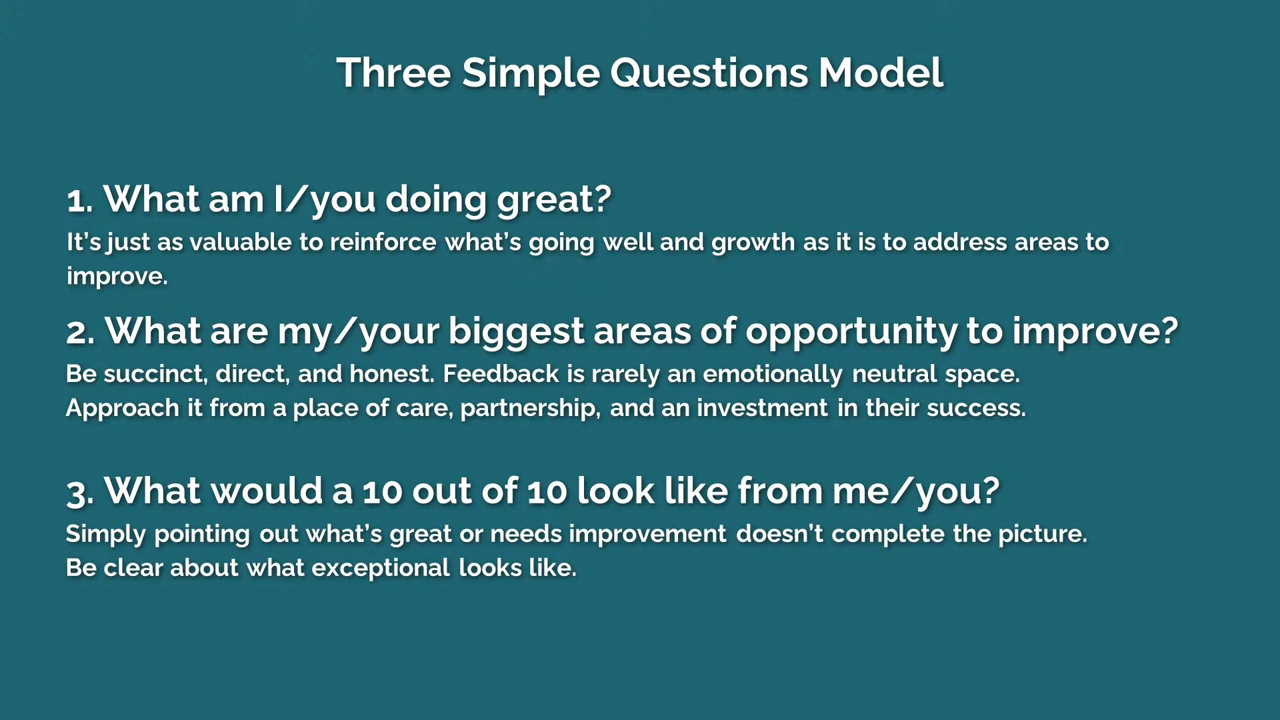 Three Simple Questions Model
1. What am I/you doing great?
It’s just as valuable to reinforce what’s going well and growth as it is to address areas to
improve.
2. What are my/your biggest areas of opportunity to improve?
Be succinct, direct, and honest. Feedback is rarely an emotionally neutral space.
Approach it from a place of care, partnership, and an investment in their success.
3. What would a 10 out of 10 look like from me/you?
Simply pointing out what’s great or needs improvement doesn’t complete the picture.
Be clear about what exceptional looks like.